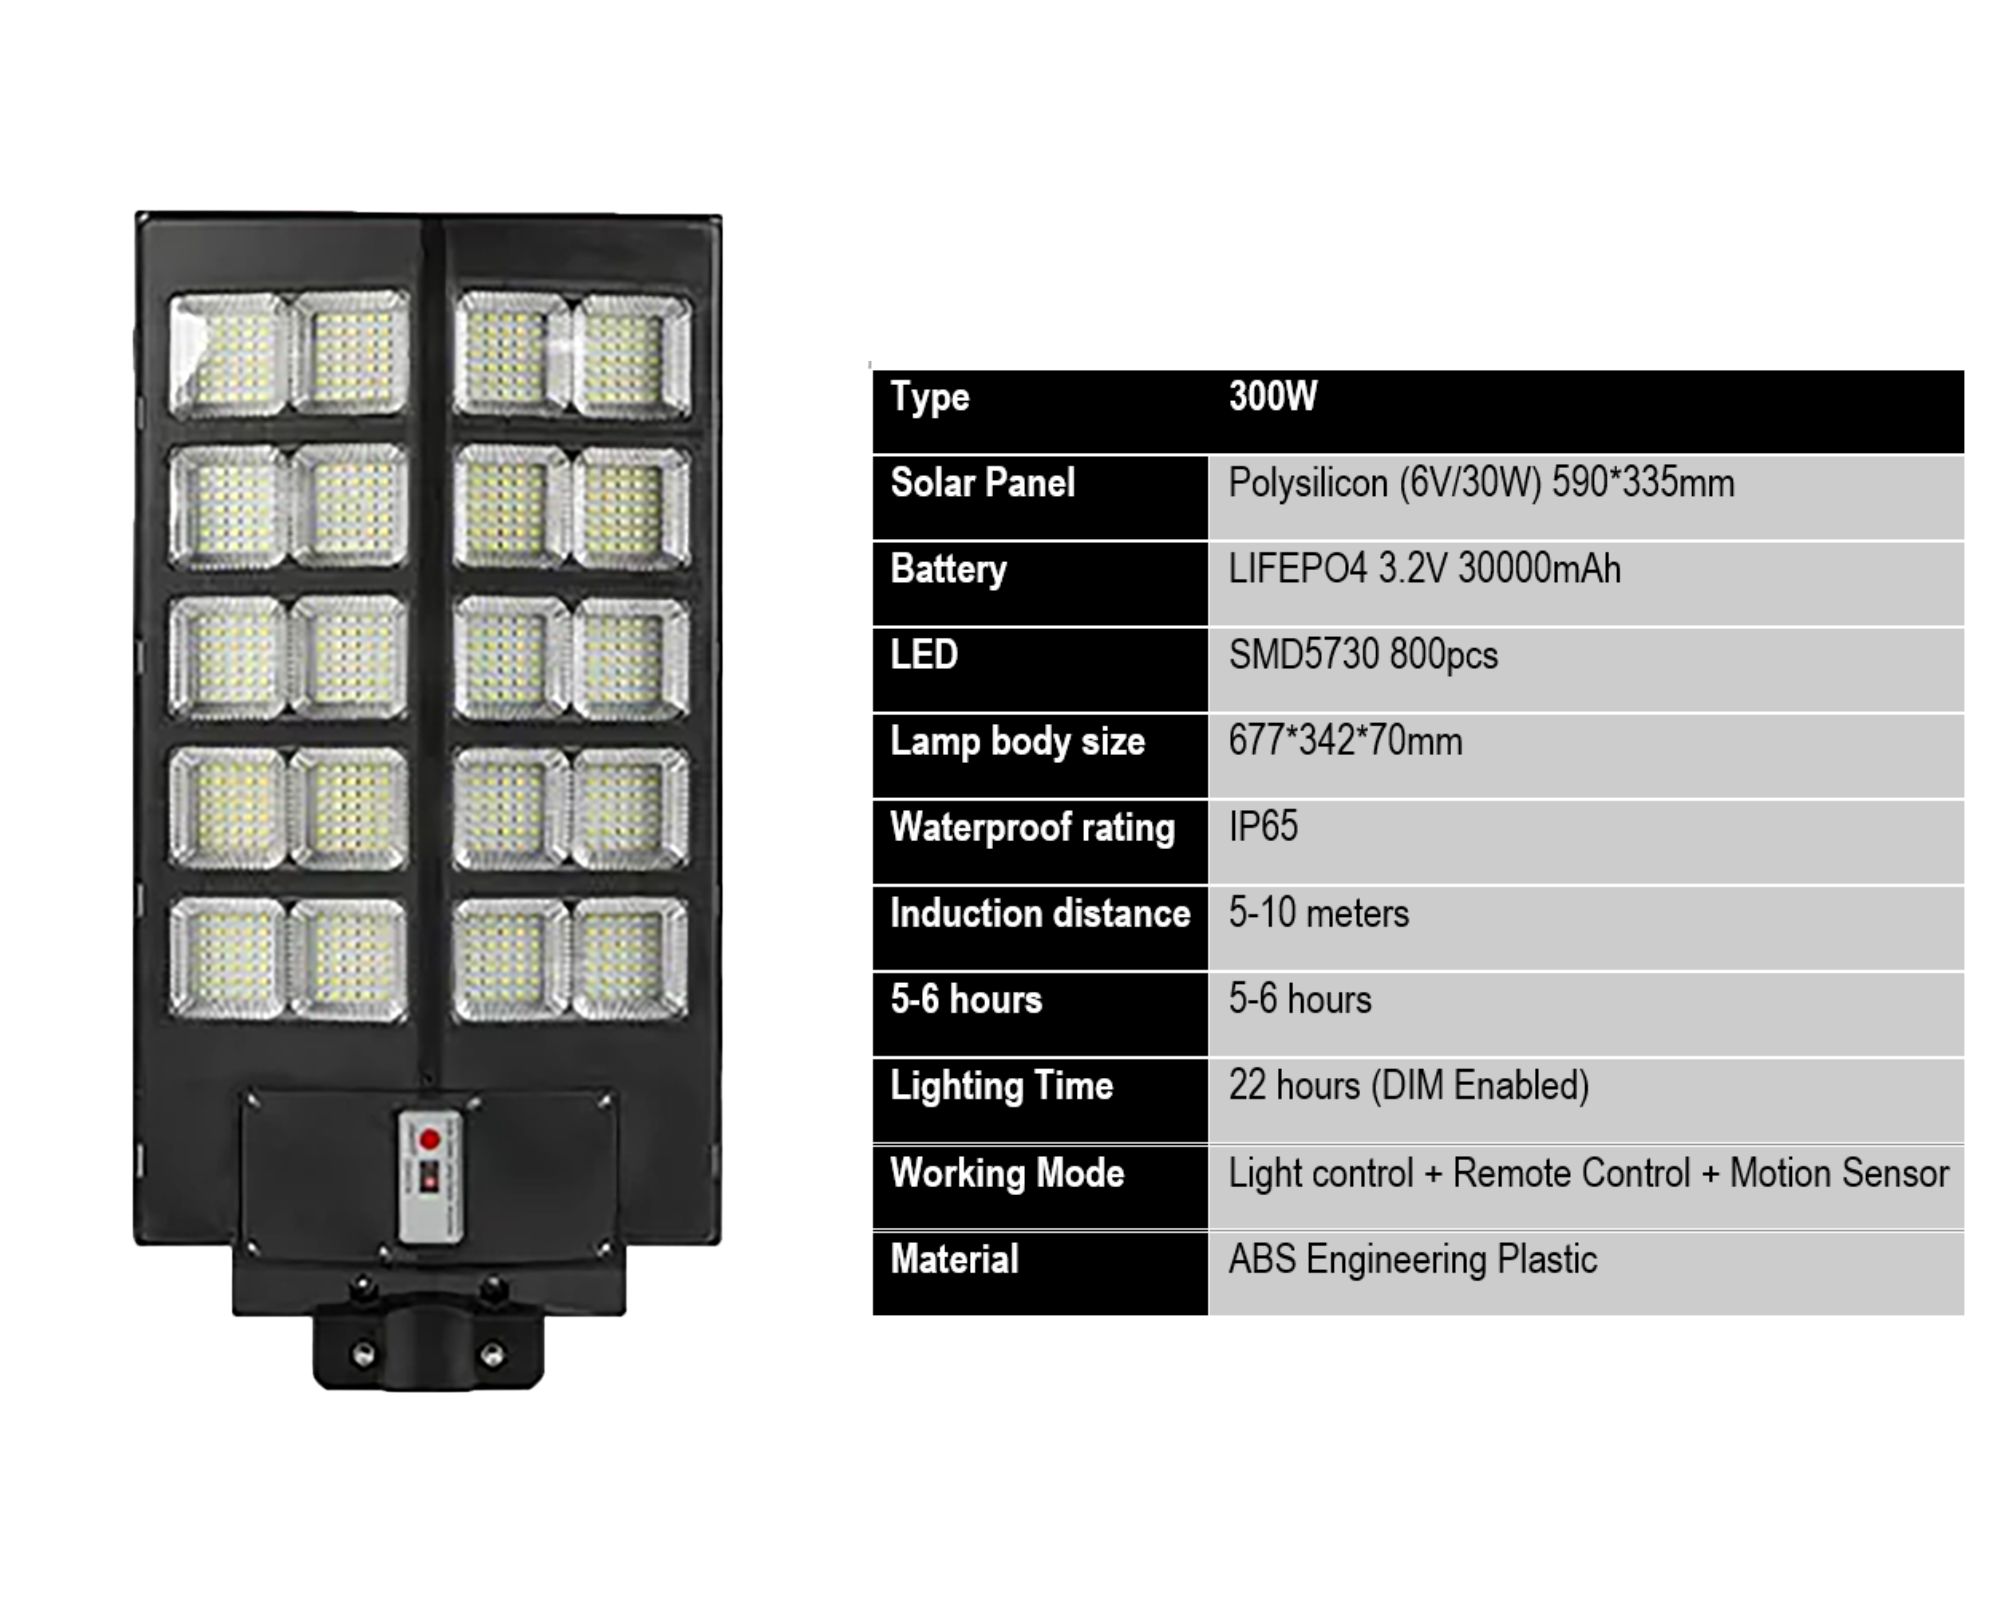 Type 300W
Solar Panel Polysilicon (6V/30W) 590*335mm
Battery LIFEPO4 3.2V 30000mAh
LED SMD5730 800pcs
Lamp body size 677*342*70mm
Waterproof rating IP65
Induction distance 5-10 meters
5-6 hours 5-6 hours
Lighting Time 22 hours (DIM Enabled)
Working Mode Light control + Remote Control + Motion Sensor
Material ABS Engineering Plastic